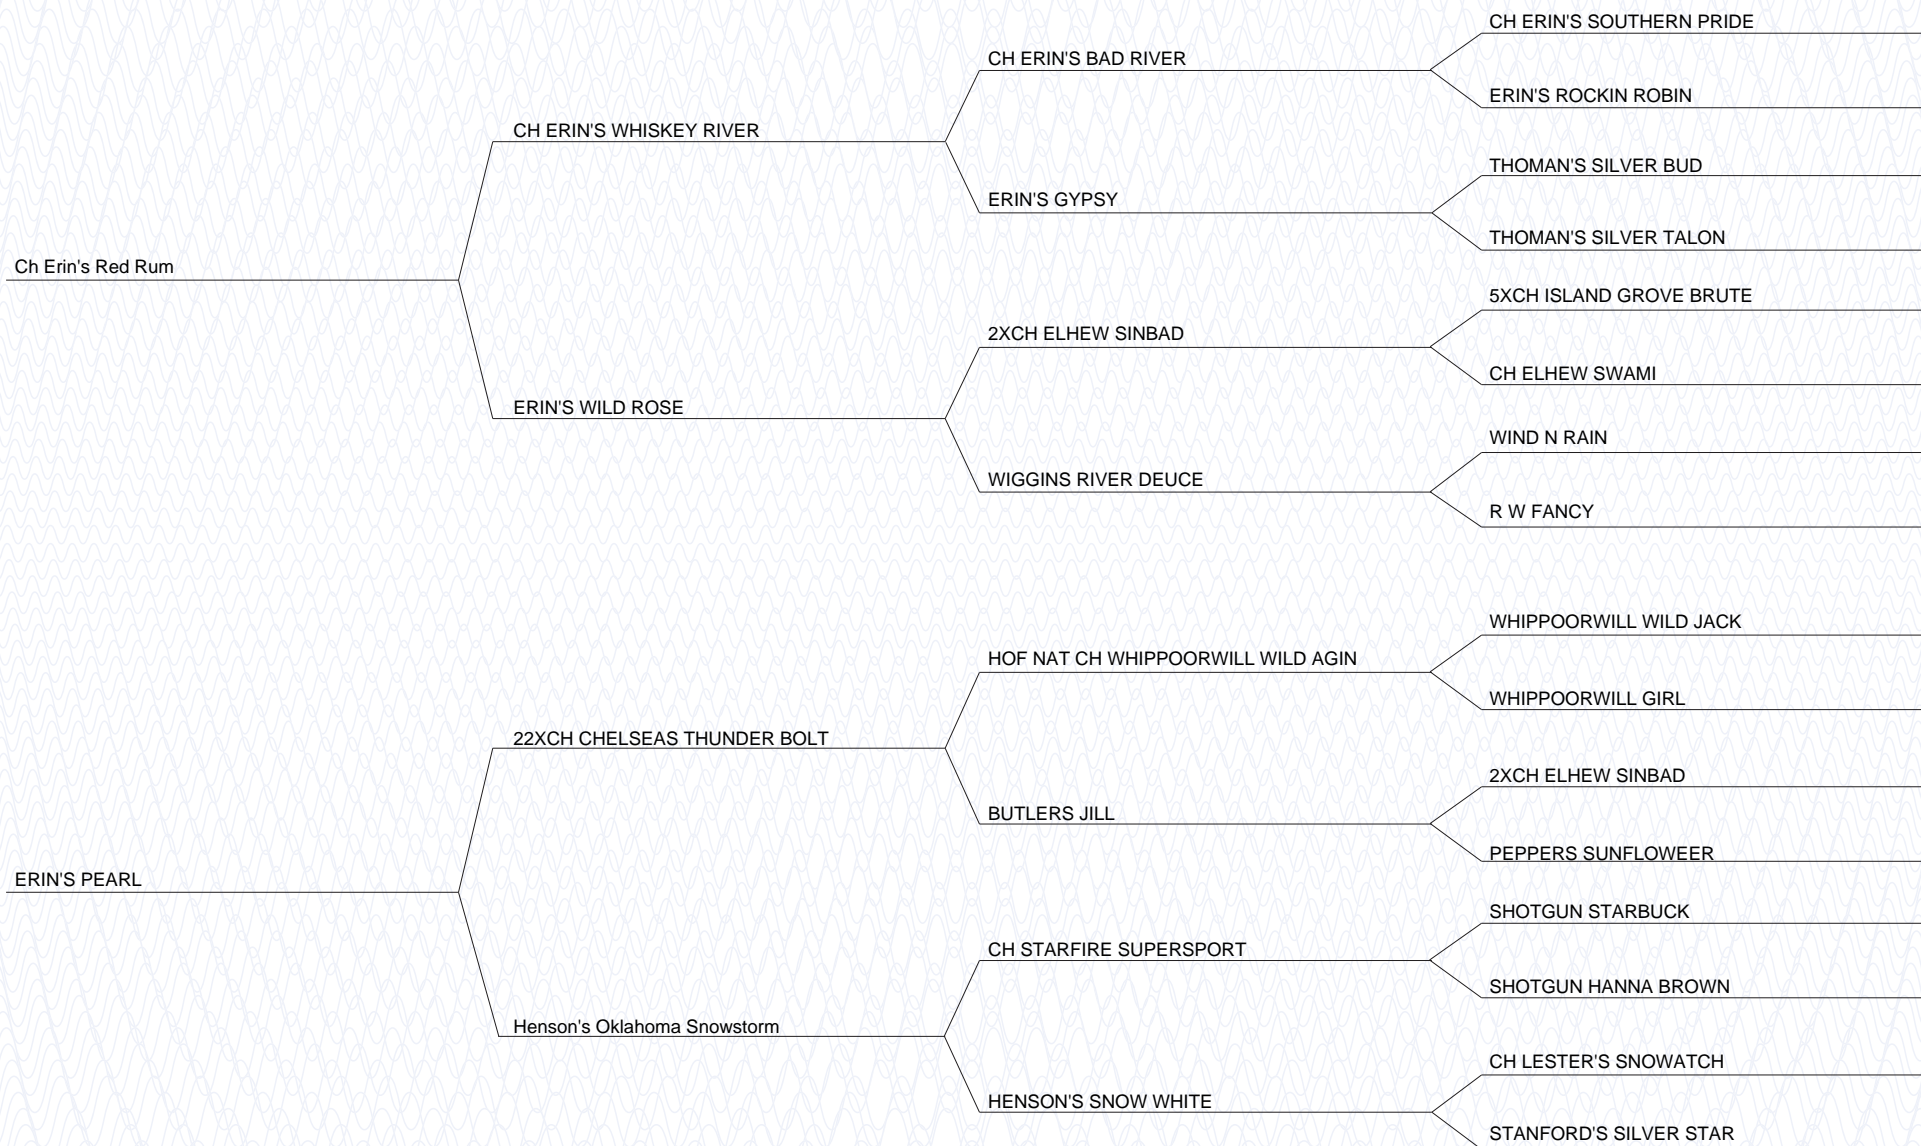 CH ERIN'S SOUTHERN PRIDE
CH ERIN'S BAD RIVER
ERIN'S ROCKIN ROBIN
CH ERIN'S WHISKEY RIVER
THOMAN'S SILVER BUD
ERIN'S GYPSY
THOMAN'S SILVER TALON
Ch Erin's Red Rum
5XCH ISLAND GROVE BRUTE
2XCH ELHEW SINBAD
CH ELHEW SWAMI
ERIN'S WILD ROSE
WIND N RAIN
WIGGINS RIVER DEUCE
R W FANCY
WHIPPOORWILL WILD JACK
HOF NAT CH WHIPPOORWILL WILD AGIN
WHIPPOORWILL GIRL
22XCH CHELSEAS THUNDER BOLT
2XCH ELHEW SINBAD
BUTLERS JILL
PEPPERS SUNFLOWEER
ERIN'S PEARL
SHOTGUN STARBUCK
CH STARFIRE SUPERSPORT
SHOTGUN HANNA BROWN
Henson's Oklahoma Snowstorm
CH LESTER'S SNOWATCH
HENSON'S SNOW WHITE
STANFORD'S SILVER STAR